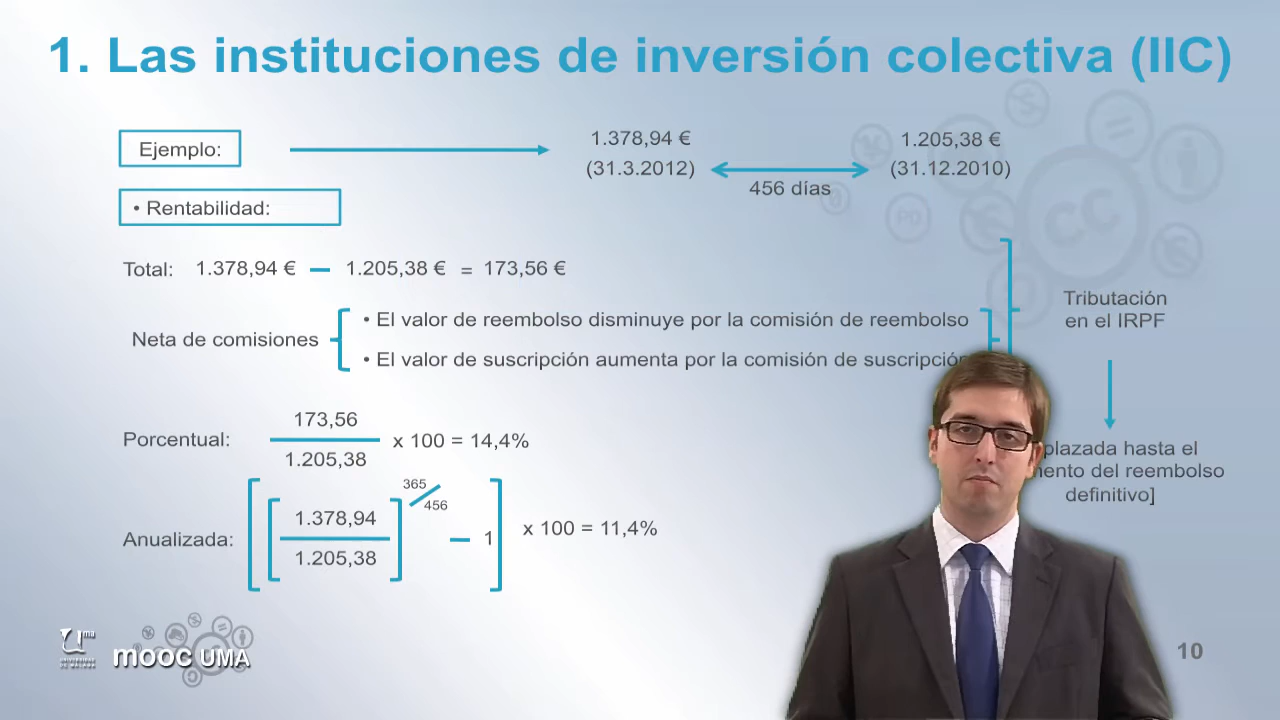 1. Las instituciones de inversión colectiva (IIC)
Ejemplo:
1.378,94 €
(31.3.2012)
456 días
1.205,38 €
(31.12.2010)
• Rentabilidad:
Total: 1.378,94 € — 1.205,38 € = 173,56 €
Neta de comisiones
• El valor de reembolso disminuye por la comisión de reembolso
• El valor de suscripción aumenta por la comisión de suscripción
Tributación
en el IRPF
hasta el
del reembolso
definitivo]
Porcentual:
173,56
1.205,38
x 100 = 14,4%
Anualizada:
1.378,94
1.205,38
365
456
— 1
x 100 = 11,4%
mooc UMA
10